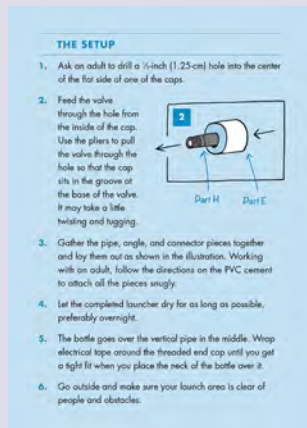 THE SETUP
1. Ask an adult to drill a ½-inch (1.25-cm) hole into the center
of the flat side of one of the caps.
2. Feed the valve
through the hole from
the inside of the cap.
Use the pliers to pull
the valve through the
hole so that the cap
sits in the groove at
the base of the valve.
It may take a little
twisting and tugging.
2
Part H
Part E
3. Gather the pipe, angle, and connector pieces together
and lay them out as shown in the illustration. Working
with an adult, follow the directions on the PVC cement
to attach all the pieces snugly.
4. Let the completed launcher dry for as long as possible,
preferably overnight.
5. The bottle goes over the vertical pipe in the middle. Wrap
electrical tape around the threaded end cap until you get
a tight fit when you place the neck of the bottle over it.
6. Go outside and make sure your launch area is clear of
people and obstacles.